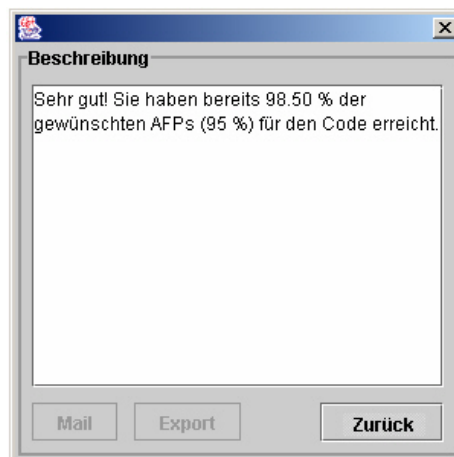 Beschreibung
Sehr gut! Sie haben bereits 98.50 % der
gewünschten AFPs (95 %) für den Code erreicht.
Mail Export Zurück